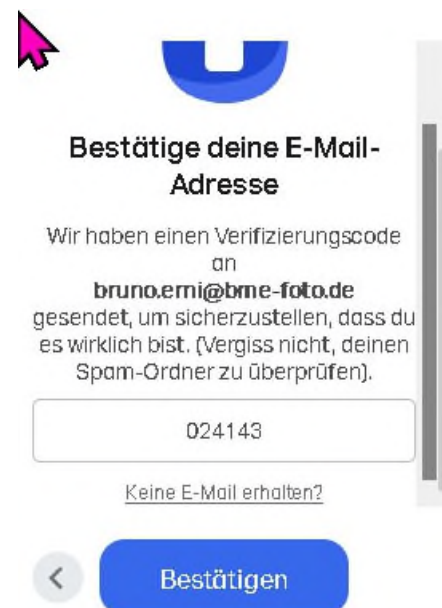 Bestätige deine E-Mail-
Adresse
Wir haben einen Verifizierungscode
an
bruno.erni@bme-foto.de
gesendet, um sicherzustellen, dass du
es wirklich bist. (Vergiss nicht, deinen
Spam-Ordner zu überprüfen).
024143
Keine E-Mail erhalten?
Bestätigen